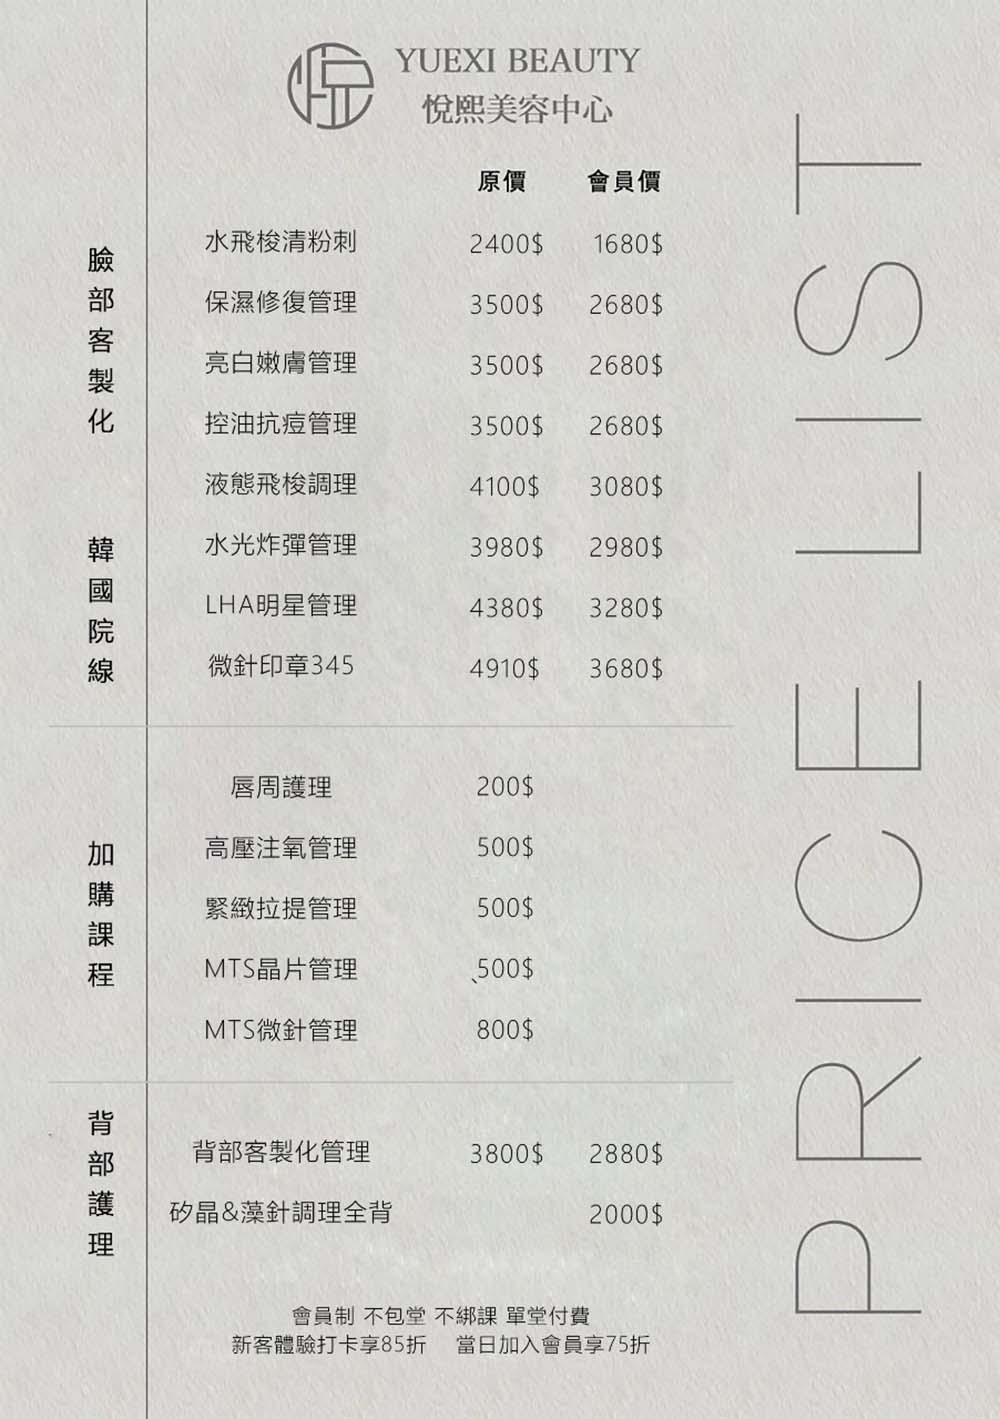 YUEXI BEAUTY
悅熙美容中心
PRICE LIST
原價 會員價
臉部客製化
水飛梭清粉刺 2400$ 1680$
保濕修復管理 3500$ 2680$
亮白嫩膚管理 3500$ 2680$
控油抗痘管理 3500$ 2680$
液態飛梭調理 4100$ 3080$
韓國院線
水光炸彈管理 3980$ 2980$
LHA明星管理 4380$ 3280$
微針印章345 4910$ 3680$
加購課程
唇周護理 200$
高壓注氧管理 500$
緊緻拉提管理 500$
MTS晶片管理 、500$
MTS微針管理 800$
背部護理
背部客製化管理 3800$ 2880$
矽晶&藻針調理全背 2000$
會員制 不包堂 不綁課 單堂付費
新客體驗打卡享85折 當日加入會員享75折